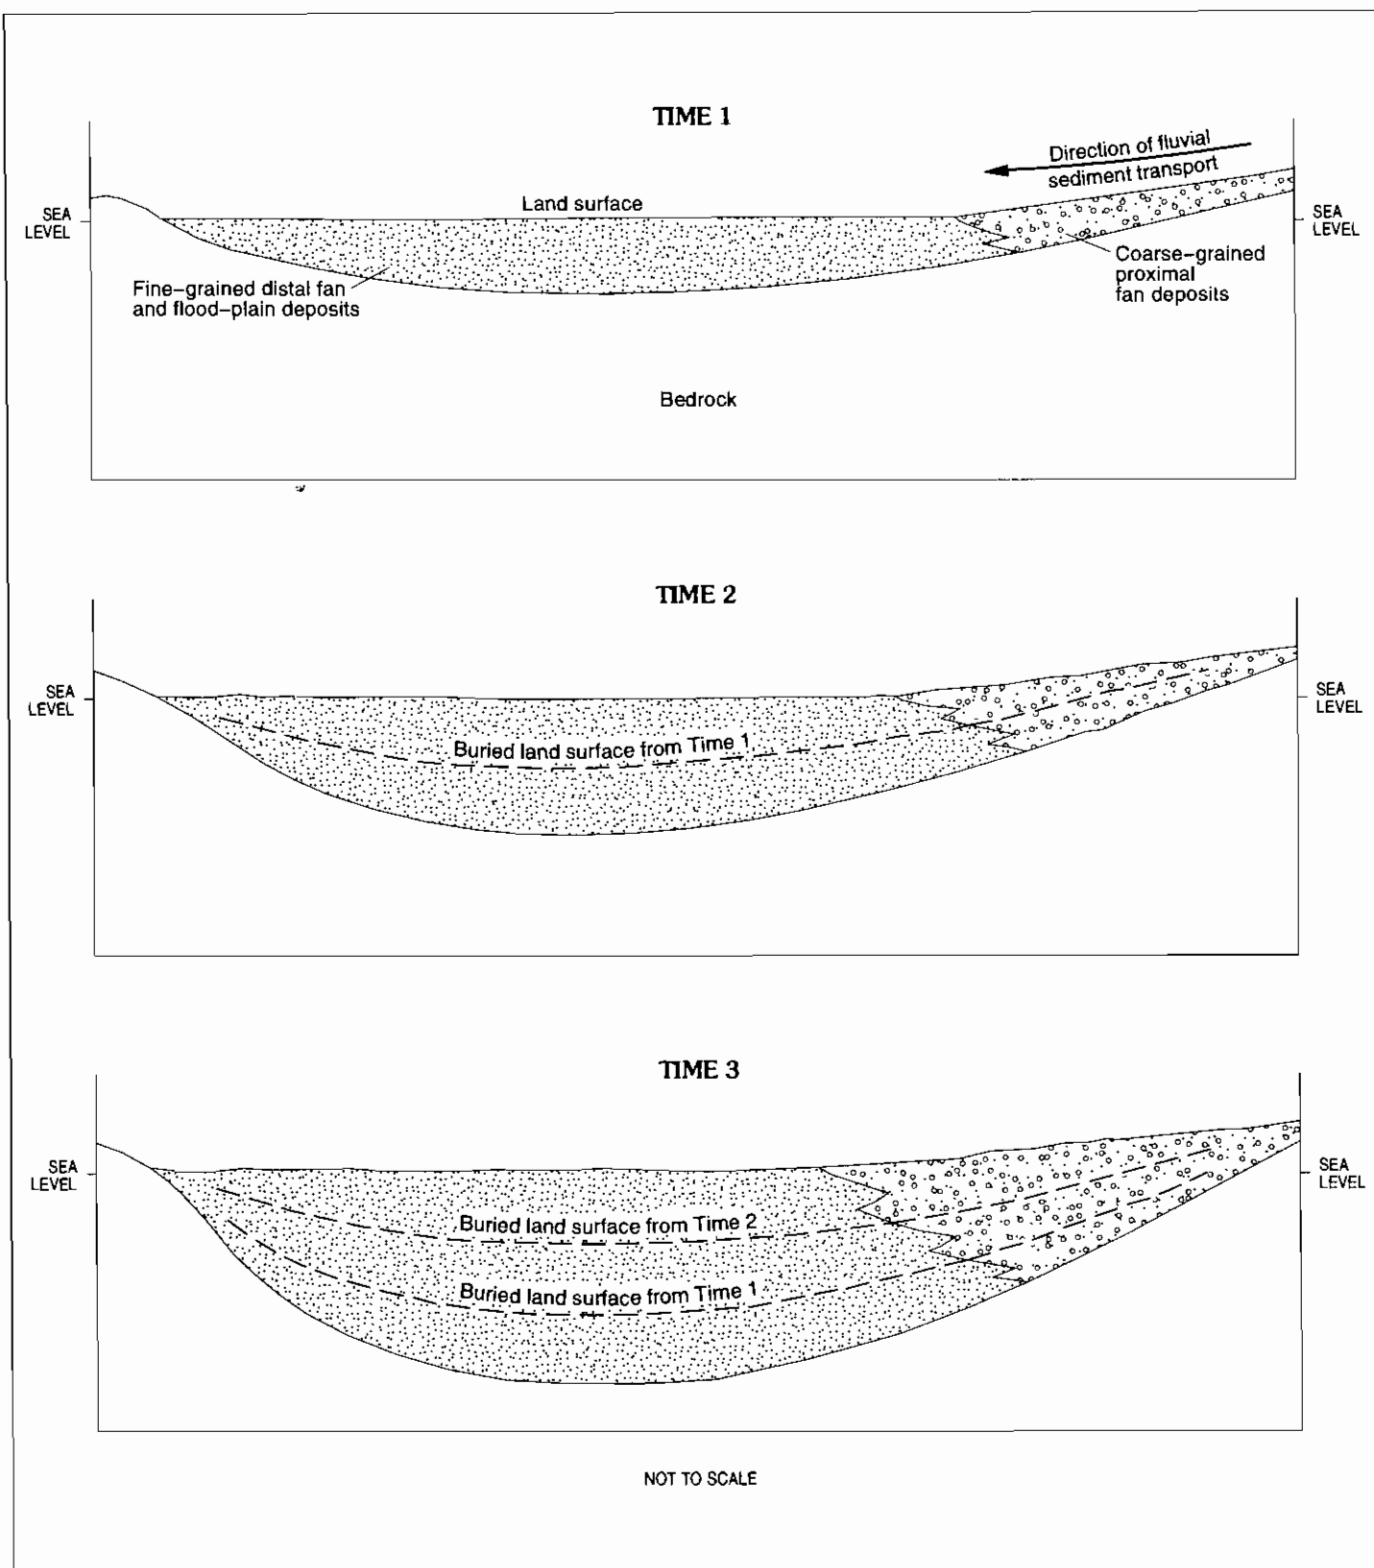 TIME 1
Direction of fluvial
sediment transport
Land surface
SEA
LEVEL
SEA
LEVEL
Coarse-grained
proximal
fan deposits
Fine-grained distal fan
and flood-plain deposits
Bedrock
TIME 2
SEA
LEVEL
SEA
LEVEL
Buried land surface from Time 1
TIME 3
SEA
LEVEL
SEA
LEVEL
Buried land surface from Time 2
Buried land surface from Time 1
NOT TO SCALE